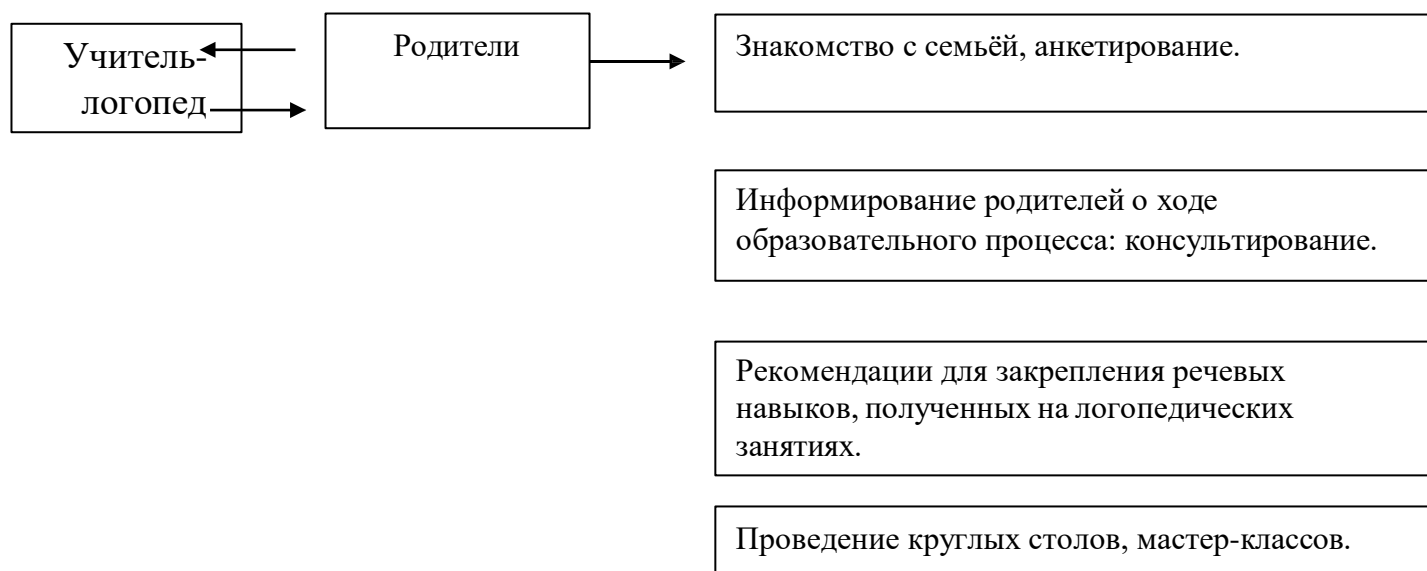 Учитель-
логопед
Родители
Знакомство с семьёй, анкетирование.
Информирование родителей о ходе
образовательного процесса: консультирование.
Рекомендации для закрепления речевых
навыков, полученных на логопедических
занятиях.
Проведение круглых столов, мастер-классов.